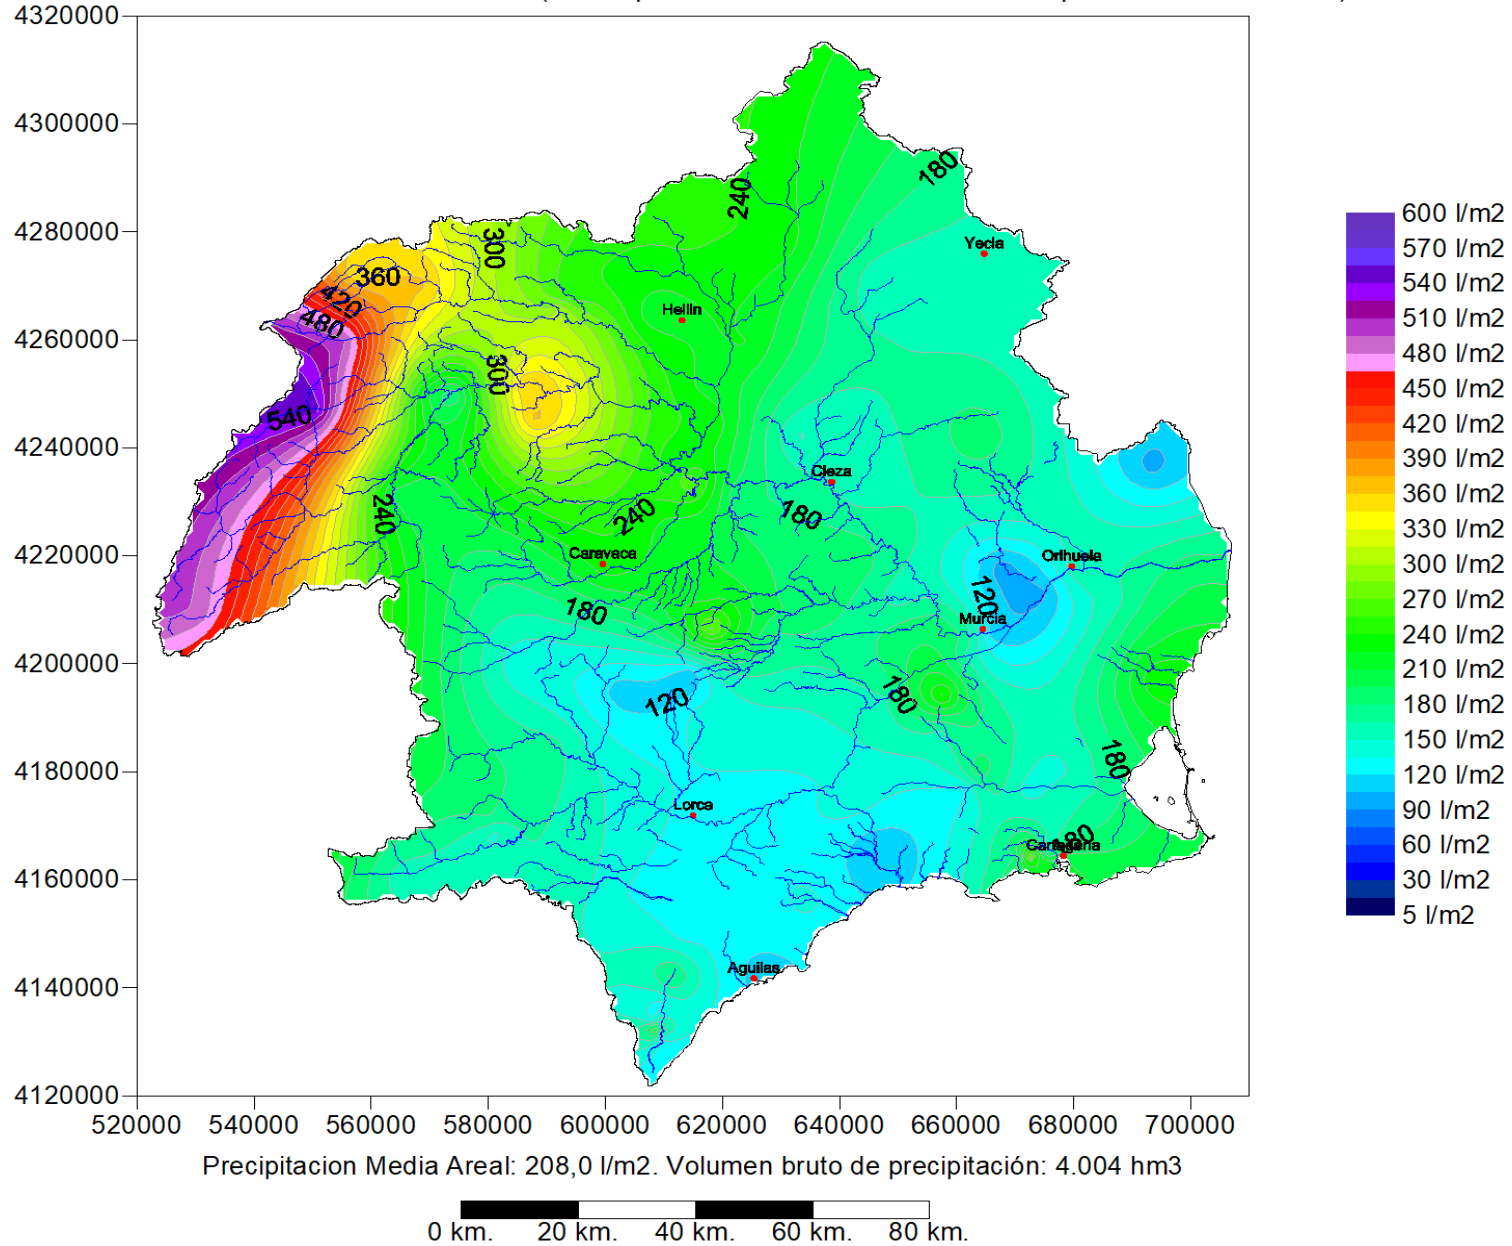 4320000
4300000
4280000
4260000
4240000
4220000
4200000
4180000
4160000
4140000
4120000
520000 540000 560000 580000 600000 620000 640000 660000 680000 700000
180
240
Yecla
300
360
420
480
Hellin
300
540
Cieza
240
240
180
Caravaca
Orihuela
180
120
Murcia
120
180
180
Lorca
180
Cartagena
Aguilas
600 l/m2
570 l/m2
540 l/m2
510 l/m2
480 l/m2
450 l/m2
420 l/m2
390 l/m2
360 l/m2
330 l/m2
300 l/m2
270 l/m2
240 l/m2
210 l/m2
180 l/m2
150 l/m2
120 l/m2
90 l/m2
60 l/m2
30 l/m2
5 l/m2
Precipitacion Media Areal: 208,0 l/m2. Volumen bruto de precipitación: 4.004 hm3
0 km. 20 km. 40 km. 60 km. 80 km.